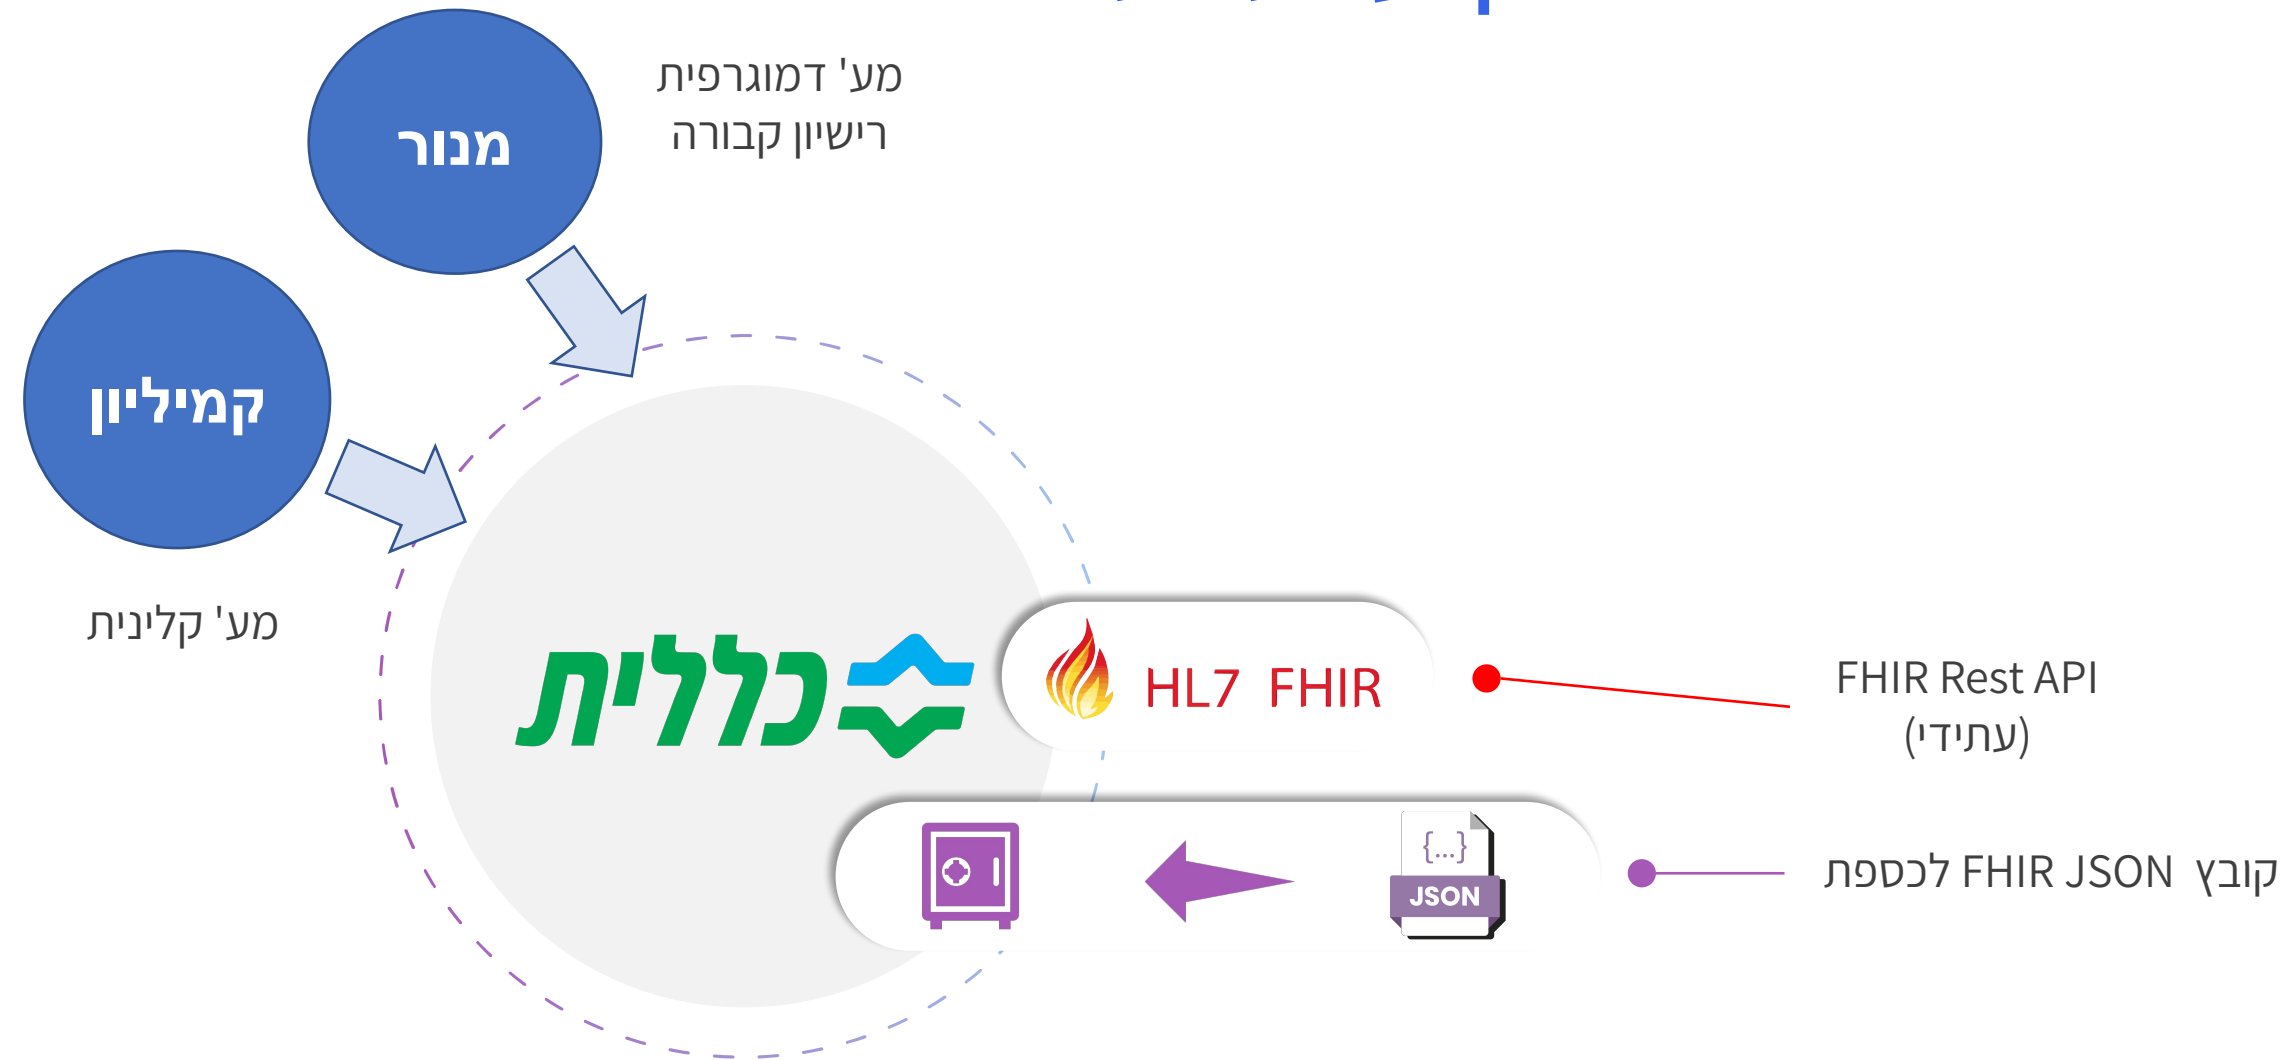 מנור
מע' דמוגרפית
רישיון קבורה
קמיליון
מע' קלינית
כללית
HL7 FHIR
FHIR Rest API
(עתידי)
{...}
JSON
קובץ FHIR JSON לכספת